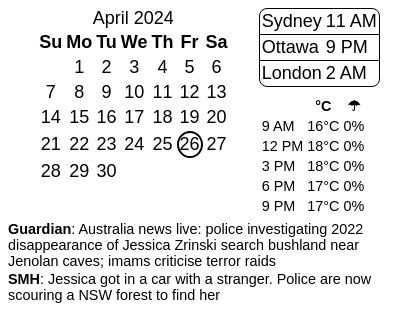 April 2024
Su Mo Tu We Th Fr Sa
1 2 3 4 5 6
7 8 9 10 11 12 13
14 15 16 17 18 19 20
21 22 23 24 25 26 27
28 29 30
Sydney 11 AM
Ottawa 9 PM
London 2 AM
°C ☂
9 AM 16°C 0%
12 PM 18°C 0%
3 PM 18°C 0%
6 PM 17°C 0%
9 PM 17°C 0%
Guardian: Australia news live: police investigating 2022
disappearance of Jessica Zrinski search bushland near
Jenolan caves; imams criticise terror raids
SMH: Jessica got in a car with a stranger. Police are now
scouring a NSW forest to find her